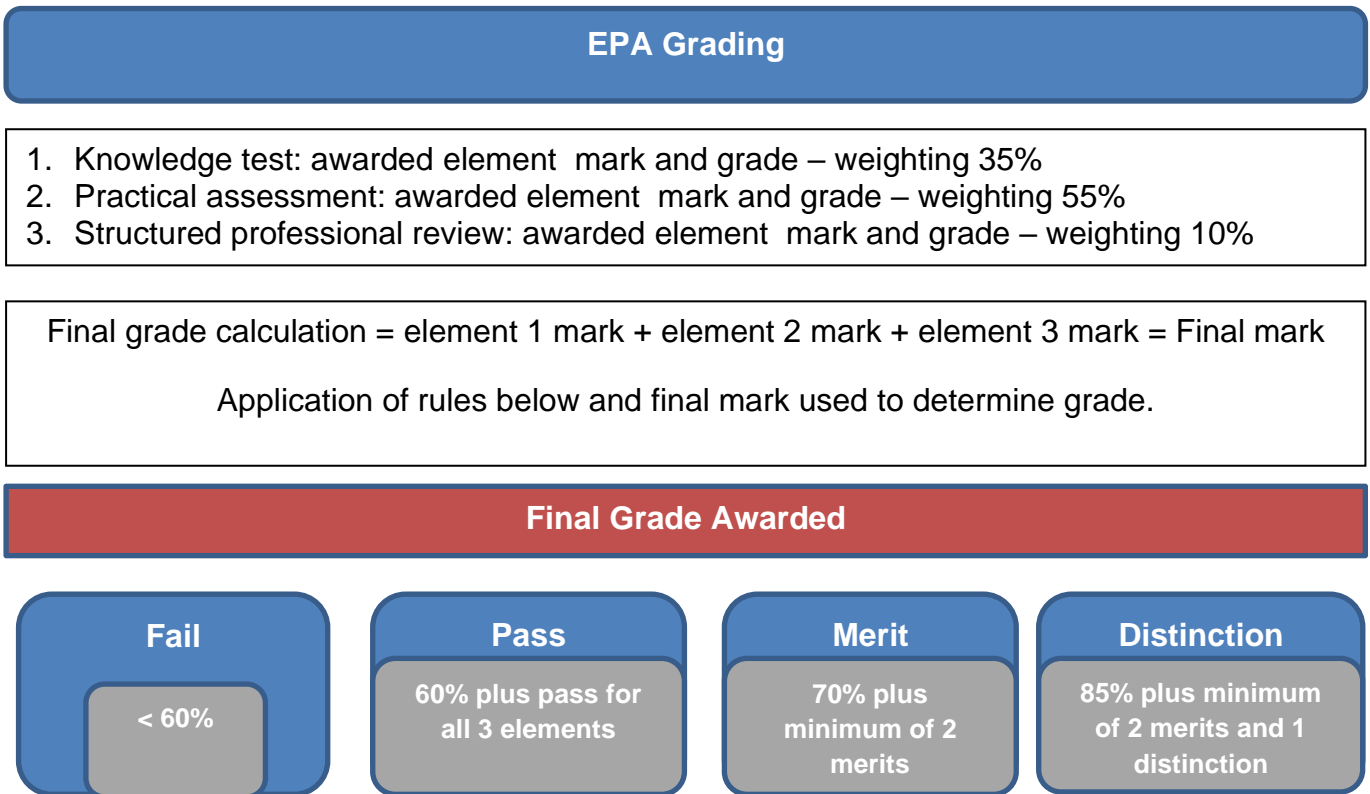 EPA Grading
1. Knowledge test: awarded element  mark and grade – weighting 35%
2. Practical assessment: awarded element  mark and grade – weighting 55%
3. Structured professional review: awarded element  mark and grade – weighting 10%
Final grade calculation = element 1 mark + element 2 mark + element 3 mark = Final mark
Application of rules below and final mark used to determine grade.
Final Grade Awarded
Fail
< 60%
Pass
60% plus pass for
all 3 elements
Merit
70% plus
minimum of 2
merits
Distinction
85% plus minimum
of 2 merits and 1
distinction